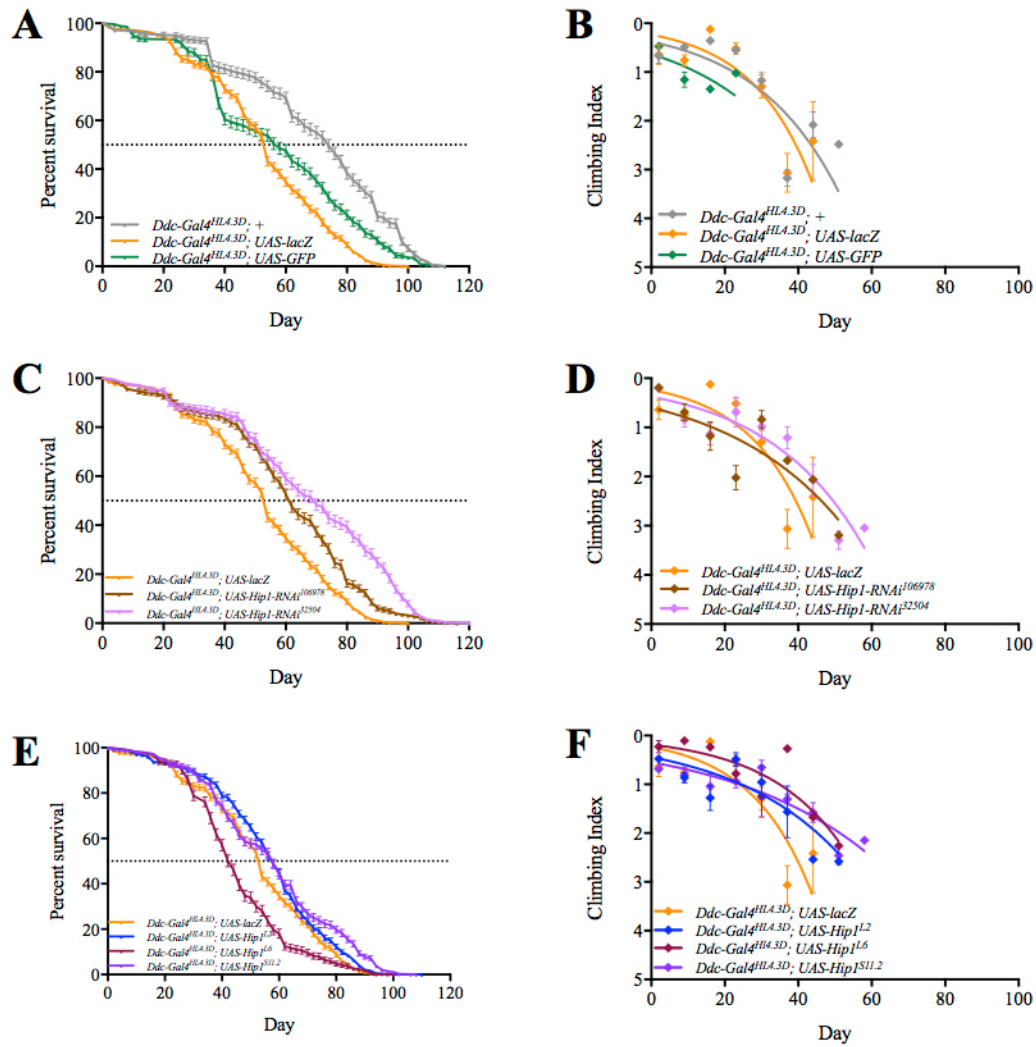 A
Percent survival
100
80
60
40
20
0
Ddc-Gal4HL4.3D; +
Ddc-Gal4HL4.3D; UAS-lacZ
Ddc-Gal4HL4.3D; UAS-GFP
0 20 40 60 80 100 120
Day
B
Climbing Index
0
1
2
3
4
5
Ddc-Gal4HL4.3D; +
Ddc-Gal4HL4.3D; UAS-lacZ
Ddc-Gal4HL4.3D; UAS-GFP
0 20 40 60 80 100
Day
C
Percent survival
100
80
60
40
20
0
Ddc-Gal4HL4.3D; UAS-lacZ
Ddc-Gal4HL4.3D; UAS-Hip1-RNAi106978
Ddc-Gal4HL4.3D; UAS-Hip1-RNAi32504
0 20 40 60 80 100 120
Day
D
Climbing Index
0
1
2
3
4
5
Ddc-Gal4HL4.3D; UAS-lacZ
Ddc-Gal4HL4.3D; UAS-Hip1-RNAi106978
Ddc-Gal4HL4.3D; UAS-Hip1-RNAi32504
0 20 40 60 80 100
Day
E
Percent survival
100
80
60
40
20
0
Ddc-Gal4HL4.3D; UAS-lacZ
Ddc-Gal4HL4.3D; UAS-Hip1L2
Ddc-Gal4HL4.3D; UAS-Hip1L6
Ddc-Gal4HL4.3D; UAS-Hip1S11.2
0 20 40 60 80 100 120
Day
F
Climbing Index
0
1
2
3
4
5
Ddc-Gal4HL4.3D; UAS-lacZ
Ddc-Gal4HL4.3D; UAS-Hip1L2
Ddc-Gal4Hl4.3D; UAS-Hip1L6
Ddc-Gal4HL4.3D; UAS-Hip1S11.2
0 20 40 60 80 100
Day